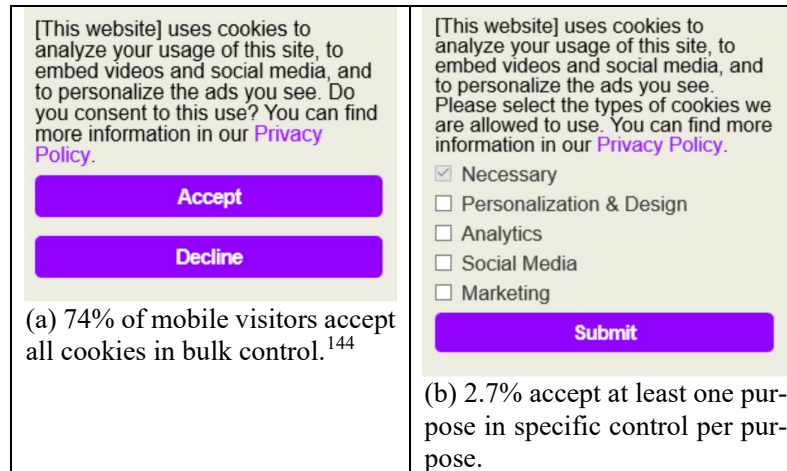 [This website] uses cookies to
analyze your usage of this site, to
embed videos and social media, and
to personalize the ads you see. Do
you consent to this use? You can find
more information in our Privacy
Policy.
Accept
Decline
(a) 74% of mobile visitors accept
all cookies in bulk control.144
[This website] uses cookies to
analyze your usage of this site, to
embed videos and social media, and
to personalize the ads you see.
Please select the types of cookies we
are allowed to use. You can find more
information in our Privacy Policy.
Necessary
Personalization & Design
Analytics
Social Media
Marketing
Submit
(b) 2.7% accept at least one pur-
pose in specific control per pur-
pose.